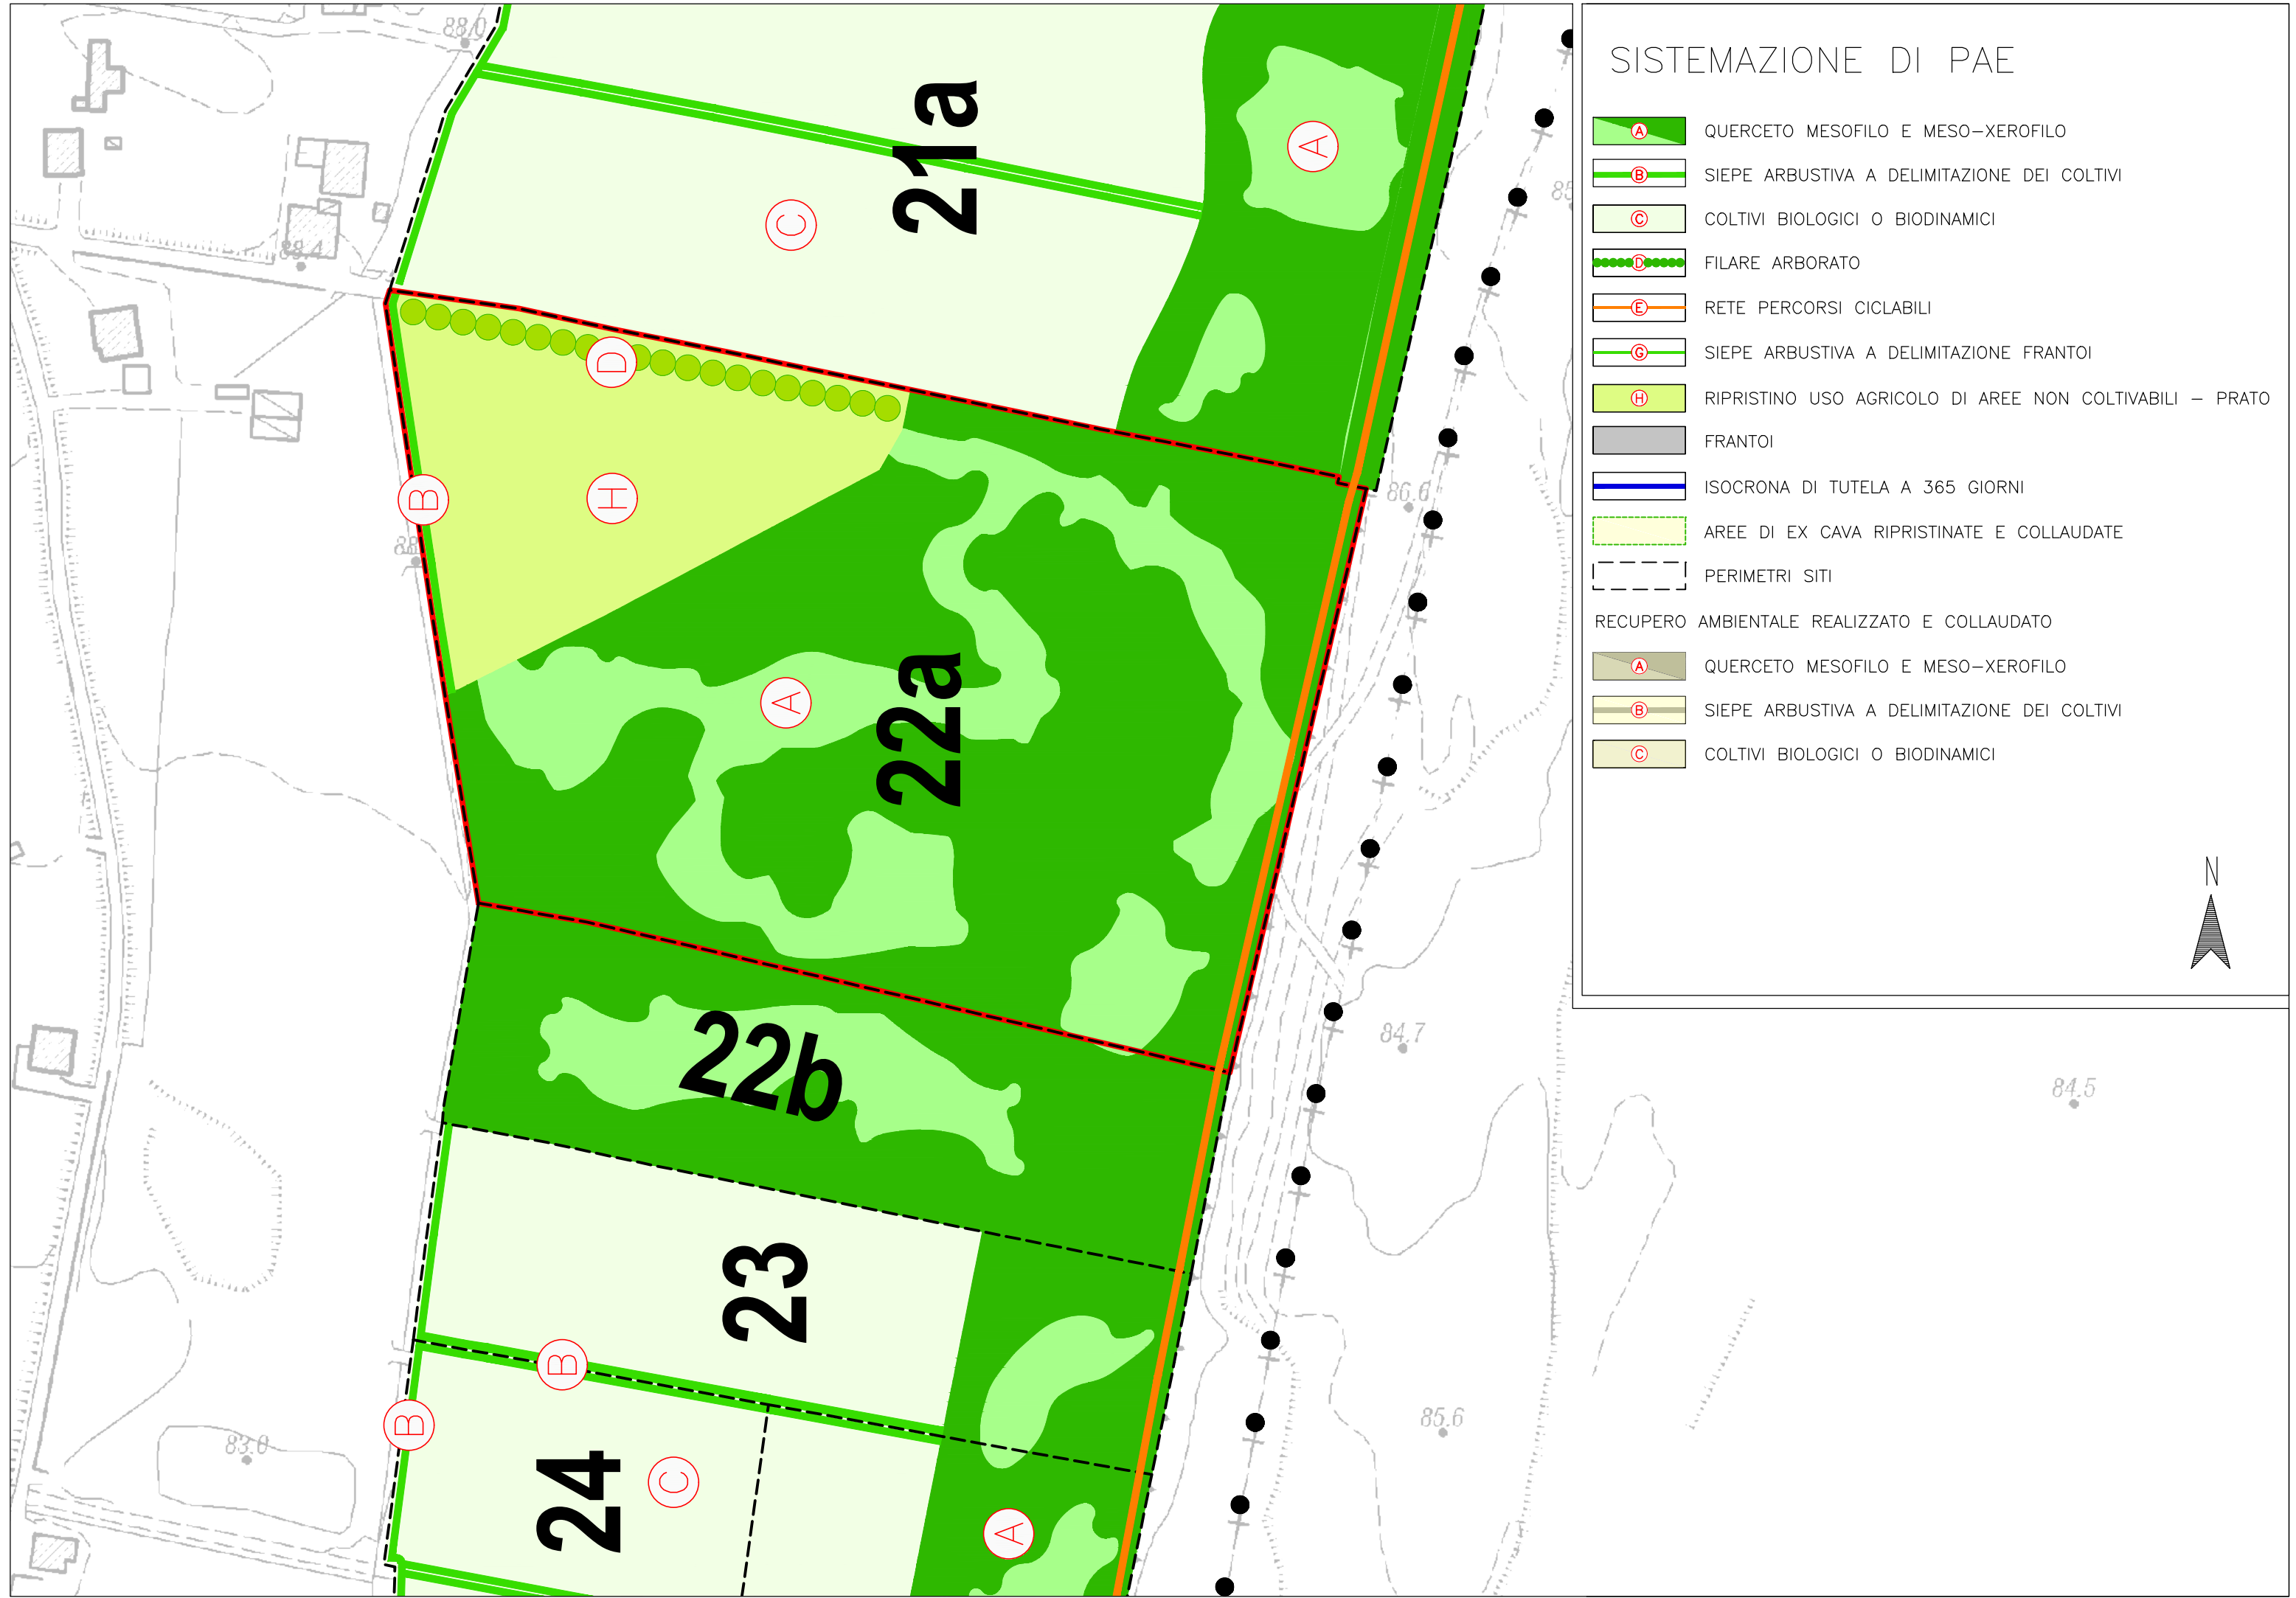 SISTEMAZIONE DI PAE
A QUERCETO MESOFILO E MESO-XEROFILO
B SIEPE ARBUSTIVA A DELIMITAZIONE DEI COLTIVI
C COLTIVI BIOLOGICI O BIODINAMICI
D FILARE ARBORATO
E RETE PERCORSI CICLABILI
G SIEPE ARBUSTIVA A DELIMITAZIONE FRANTOI
H RIPRISTINO USO AGRICOLO DI AREE NON COLTIVABILI – PRATO
FRANTOI
ISOCRONA DI TUTELA A 365 GIORNI
AREE DI EX CAVA RIPRISTINATE E COLLAUDATE
PERIMETRI SITI
RECUPERO AMBIENTALE REALIZZATO E COLLAUDATO
A QUERCETO MESOFILO E MESO-XEROFILO
B SIEPE ARBUSTIVA A DELIMITAZIONE DEI COLTIVI
C COLTIVI BIOLOGICI O BIODINAMICI
N
88.0
21a
A
C
88.4
D
B
H
86.6
A
22a
22b
84.7
84.5
23
B
B
85.6
83.0
24
C
A